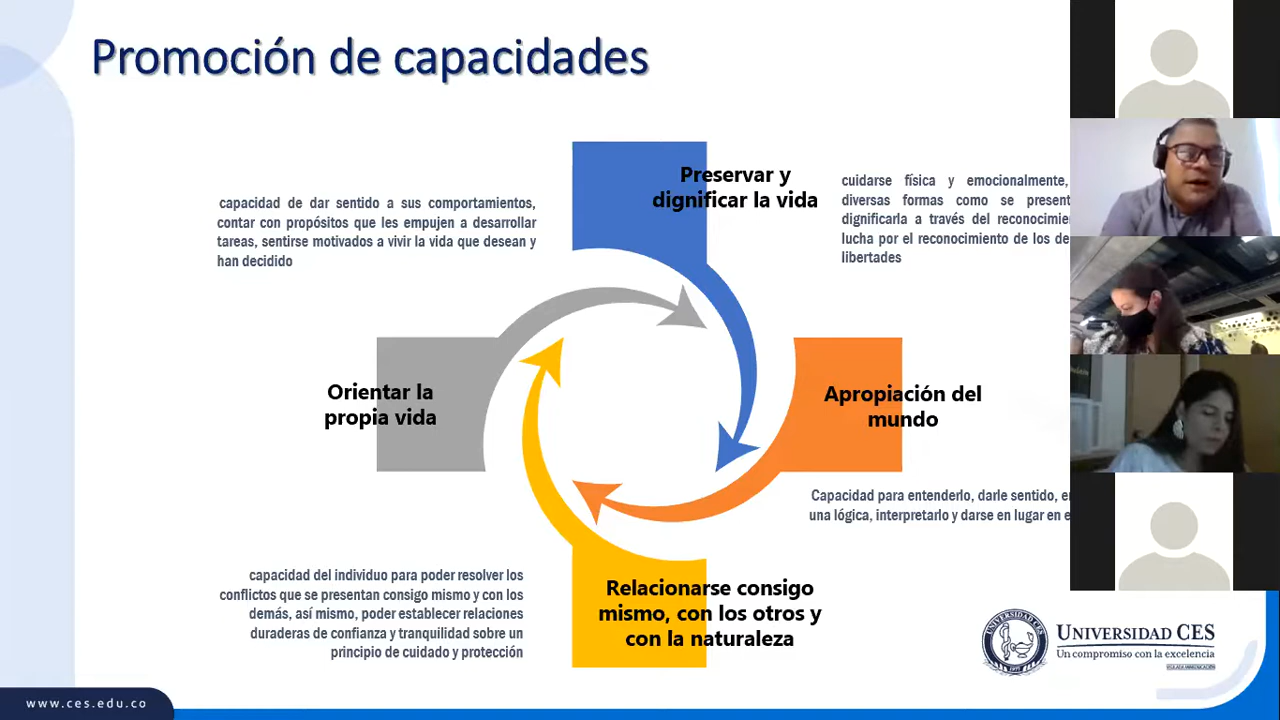 Promoción de capacidades
Preservar y
dignificar la vida
cuidarse física y emocionalmente,
diversas formas como se
dignificarla a través del
lucha por el reconocimiento de los
libertades
capacidad de dar sentido a sus comportamientos,
contar con propósitos que les empujen a desarrollar
tareas, sentirse motivados a vivir la vida que desean y
han decidido
Orientar la
propia vida
Apropiación del
mundo
Capacidad para entenderlo, darle sentido,
una lógica, interpretarlo y darse en lugar en
capacidad del individuo para poder resolver los
conflictos que se presentan consigo mismo y con los
demás, así mismo, poder establecer relaciones
duraderas de confianza y tranquilidad sobre un
principio de cuidado y protección
Relacionarse consigo
mismo, con los otros y
con la naturaleza
UNIVERSIDAD CES
UNIVERSIDAD CES
Un compromiso con la excelencia
www.ces.edu.co